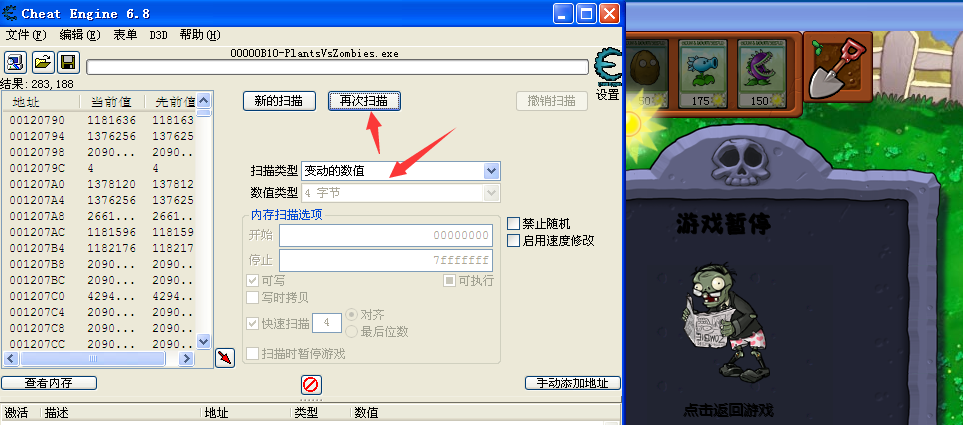 Cheat Engine 6.8
文件(F) 编辑(E) 表单 D3D 帮助(H)
00000B10-PlantsVsZombies.exe
结果: 283,188
设置
地址 当前值 先前值
00120790 1181636 118163
00120794 1376256 137625
00120798 2090... 2090...
0012079C 4 4
001207A0 1378120 137812
001207A4 1376256 137625
001207A8 2661... 2661...
001207AC 1181596 118159
001207B4 1182176 118217
001207B8 2090... 2090...
001207BC 2090... 2090...
001207C0 4294... 4294...
001207C4 2090... 2090...
001207C8 2090... 2090...
001207CC 2090... 2090...
新的扫描 再次扫描 撤销扫描
扫描类型 变动的数值
数值类型 4 字节
内存扫描选项
开始 00000000
停止 7fffffff
可写 可执行
写时拷贝
快速扫描 4 对齐
最后位数
扫描时暂停游戏
禁止随机
启用速度修改
查看内存 手动添加地址
激活 描述 地址 类型 数值
50 175 150
游戏暂停
点击返回游戏